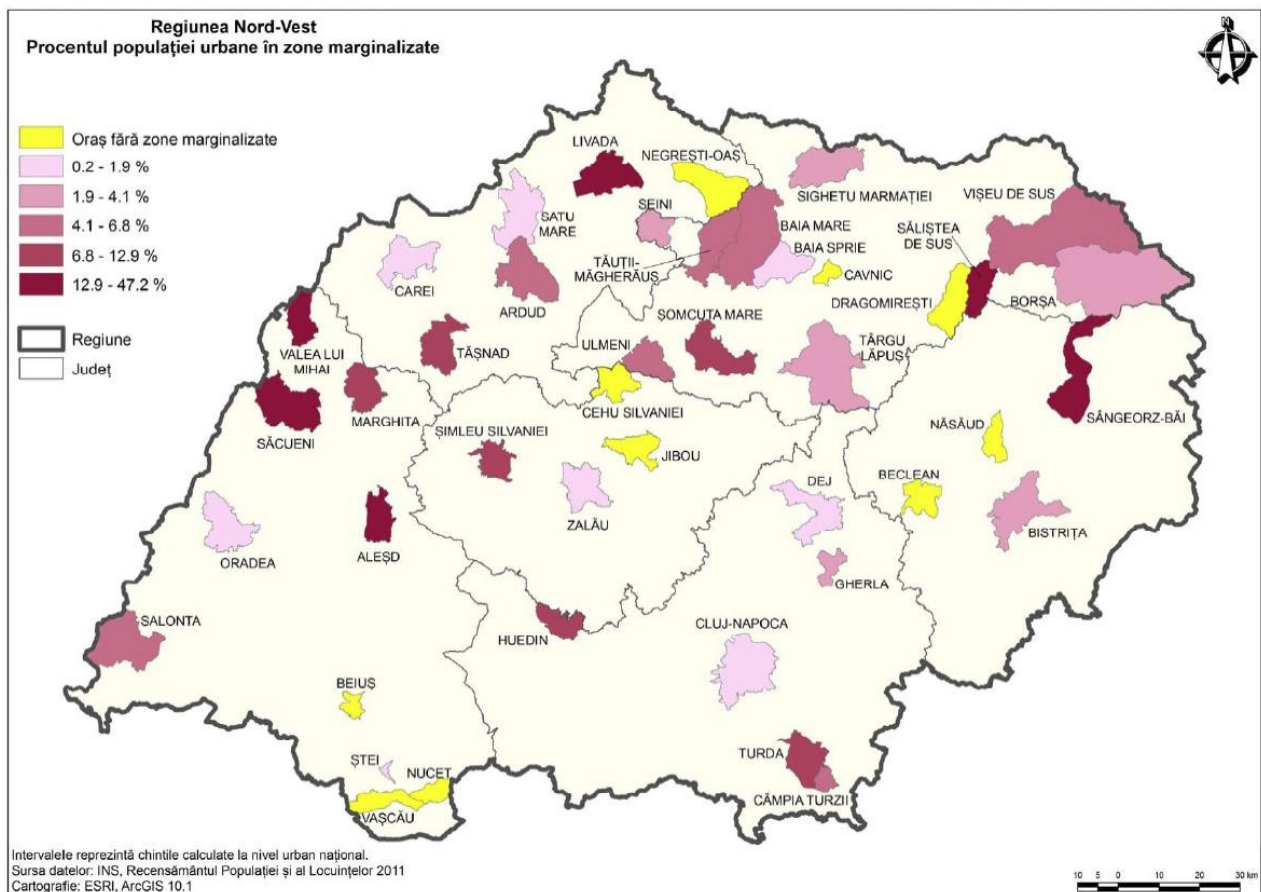 Regiunea Nord-Vest
Procentul populației urbane în zone marginalizate
Oraș fără zone marginalizate
0.2 - 1.9 %
1.9 - 4.1 %
4.1 - 6.8 %
6.8 - 12.9 %
12.9 - 47.2 %
Regiune
Județ
LIVADA
NEGREȘTI-OAȘ
SIGHETU MARMAȚIEI
VIȘEU DE SUS
SATU
MARE
SEINI
BAIA MARE
BAIA SPRIE
SĂLIȘTEA
DE SUS
TĂUȚII-
MĂGHERĂUȘ
CAVNIC
CAREI
ARDUD
DRAGOMIREȘTI
BORȘA
ȘOMCUTA MARE
VALEA LUI
MIHAI
TĂȘNAD
ULMENI
TÂRGU
LĂPUȘ
MARGHITA
CEHU SILVANIEI
SĂCUENI
SÂNGEORZ-BĂI
ȘIMLEU SILVANIEI
JIBOU
NĂSĂUD
DEJ
BECLEAN
ZALĂU
ORADEA
ALEȘD
BISTRIȚA
GHERLA
SALONTA
HUEDIN
CLUJ-NAPOCA
BEIUȘ
ȘTEI
NUCET
TURDA
VAȘCĂU
CÂMPIA TURZII
Intervalele reprezintă chintile calculate la nivel urban național.
Sursa datelor: INS, Recensământul Populației și al Locuințelor 2011
Cartografie: ESRI, ArcGIS 10.1
10 5 0 10 20 30 km